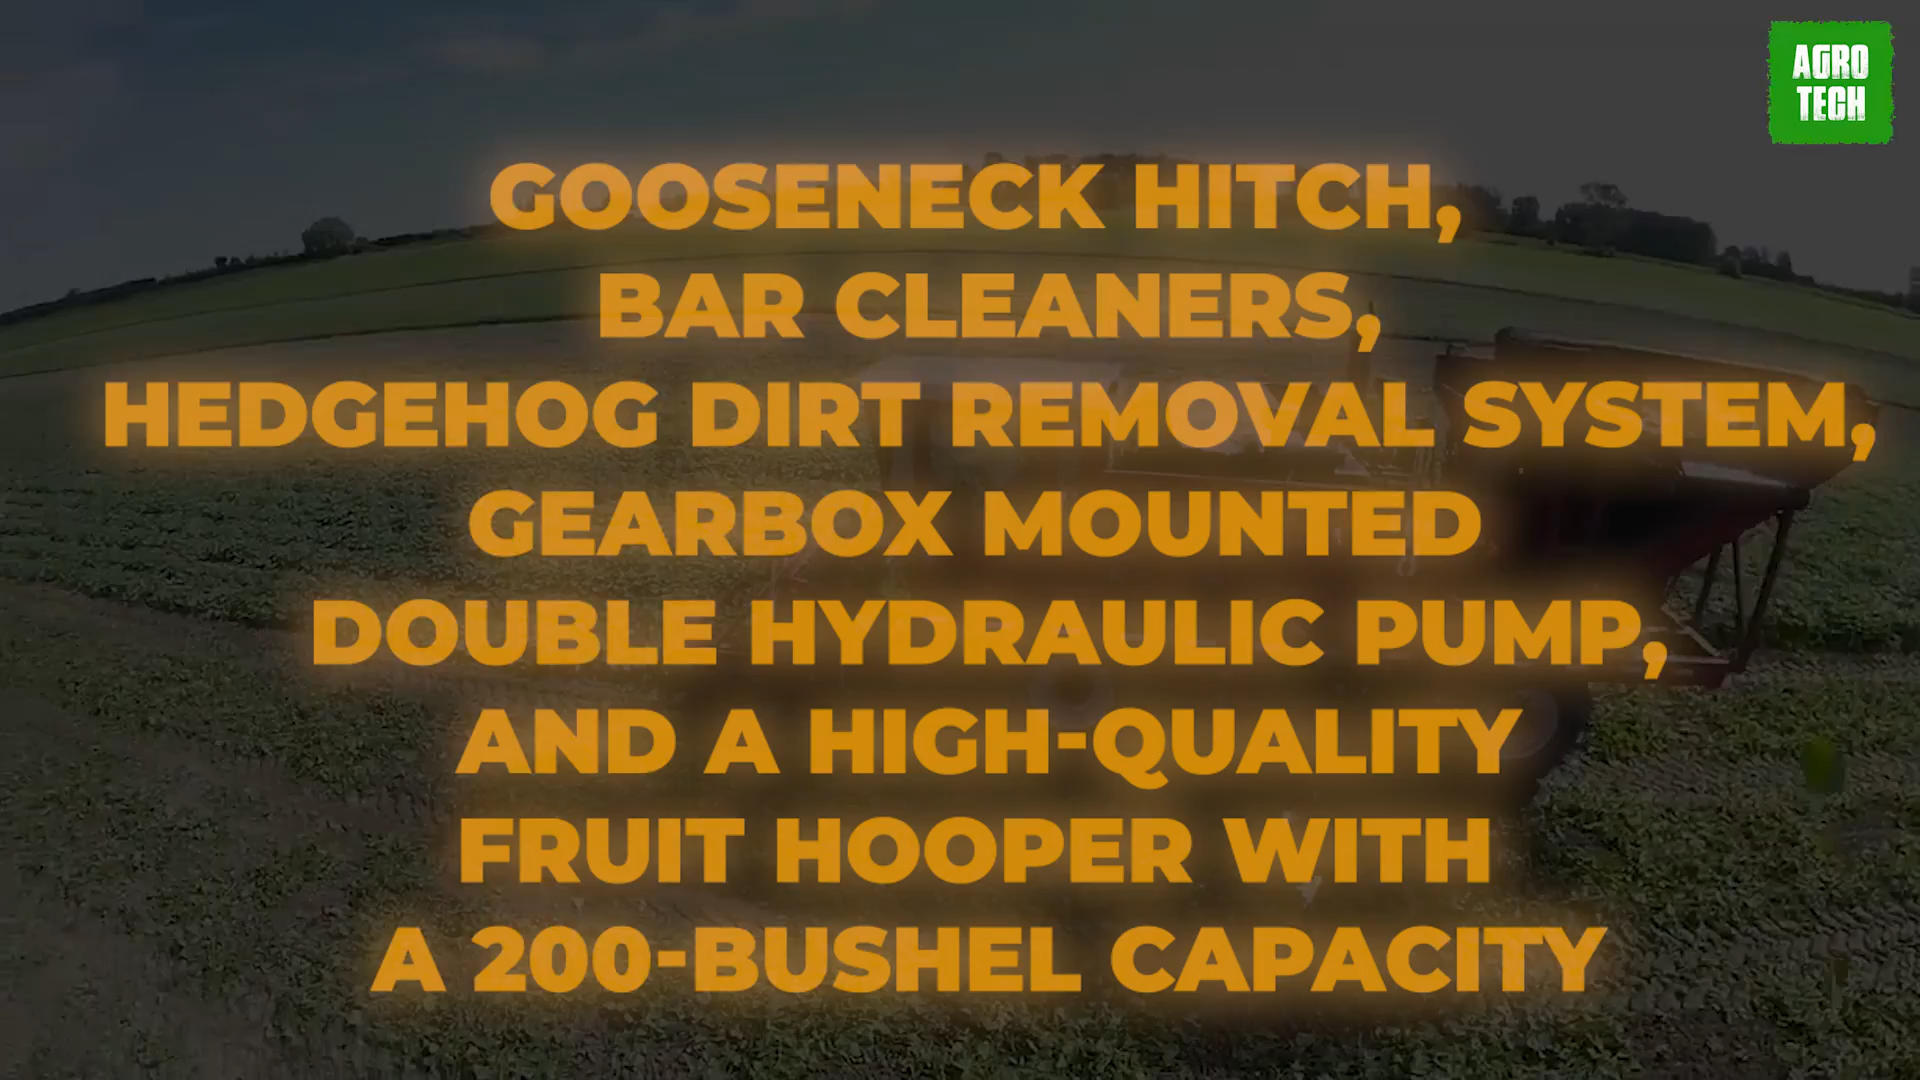 AGRO
TECH
GOOSENECK HITCH,
BAR CLEANERS,
HEDGEHOG DIRT REMOVAL SYSTEM,
GEARBOX MOUNTED
DOUBLE HYDRAULIC PUMP,
AND A HIGH-QUALITY
FRUIT HOOPER WITH
A 200-BUSHEL CAPACITY